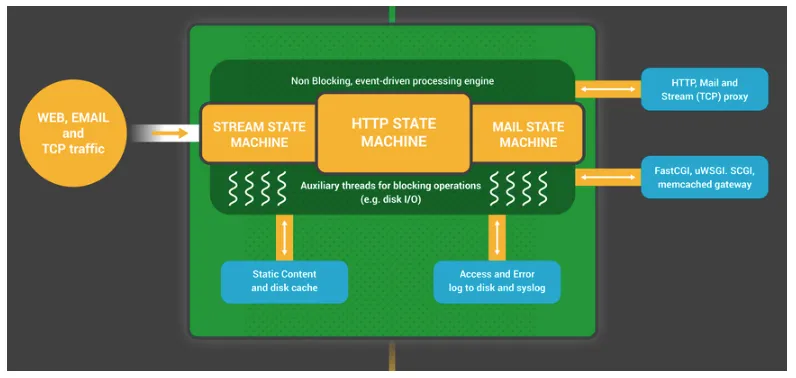 Non Blocking, event-driven processing engine
WEB, EMAIL
and
TCP traffic
STREAM STATE
MACHINE
HTTP STATE
MACHINE
MAIL STATE
MACHINE
HTTP, Mail and
Stream (TCP) proxy
Auxiliary threads for blocking operations
(e.g. disk I/O)
FastCGI, uWSGI. SCGI,
memcached gateway
Static Content
and disk cache
Access and Error
log to disk and syslog